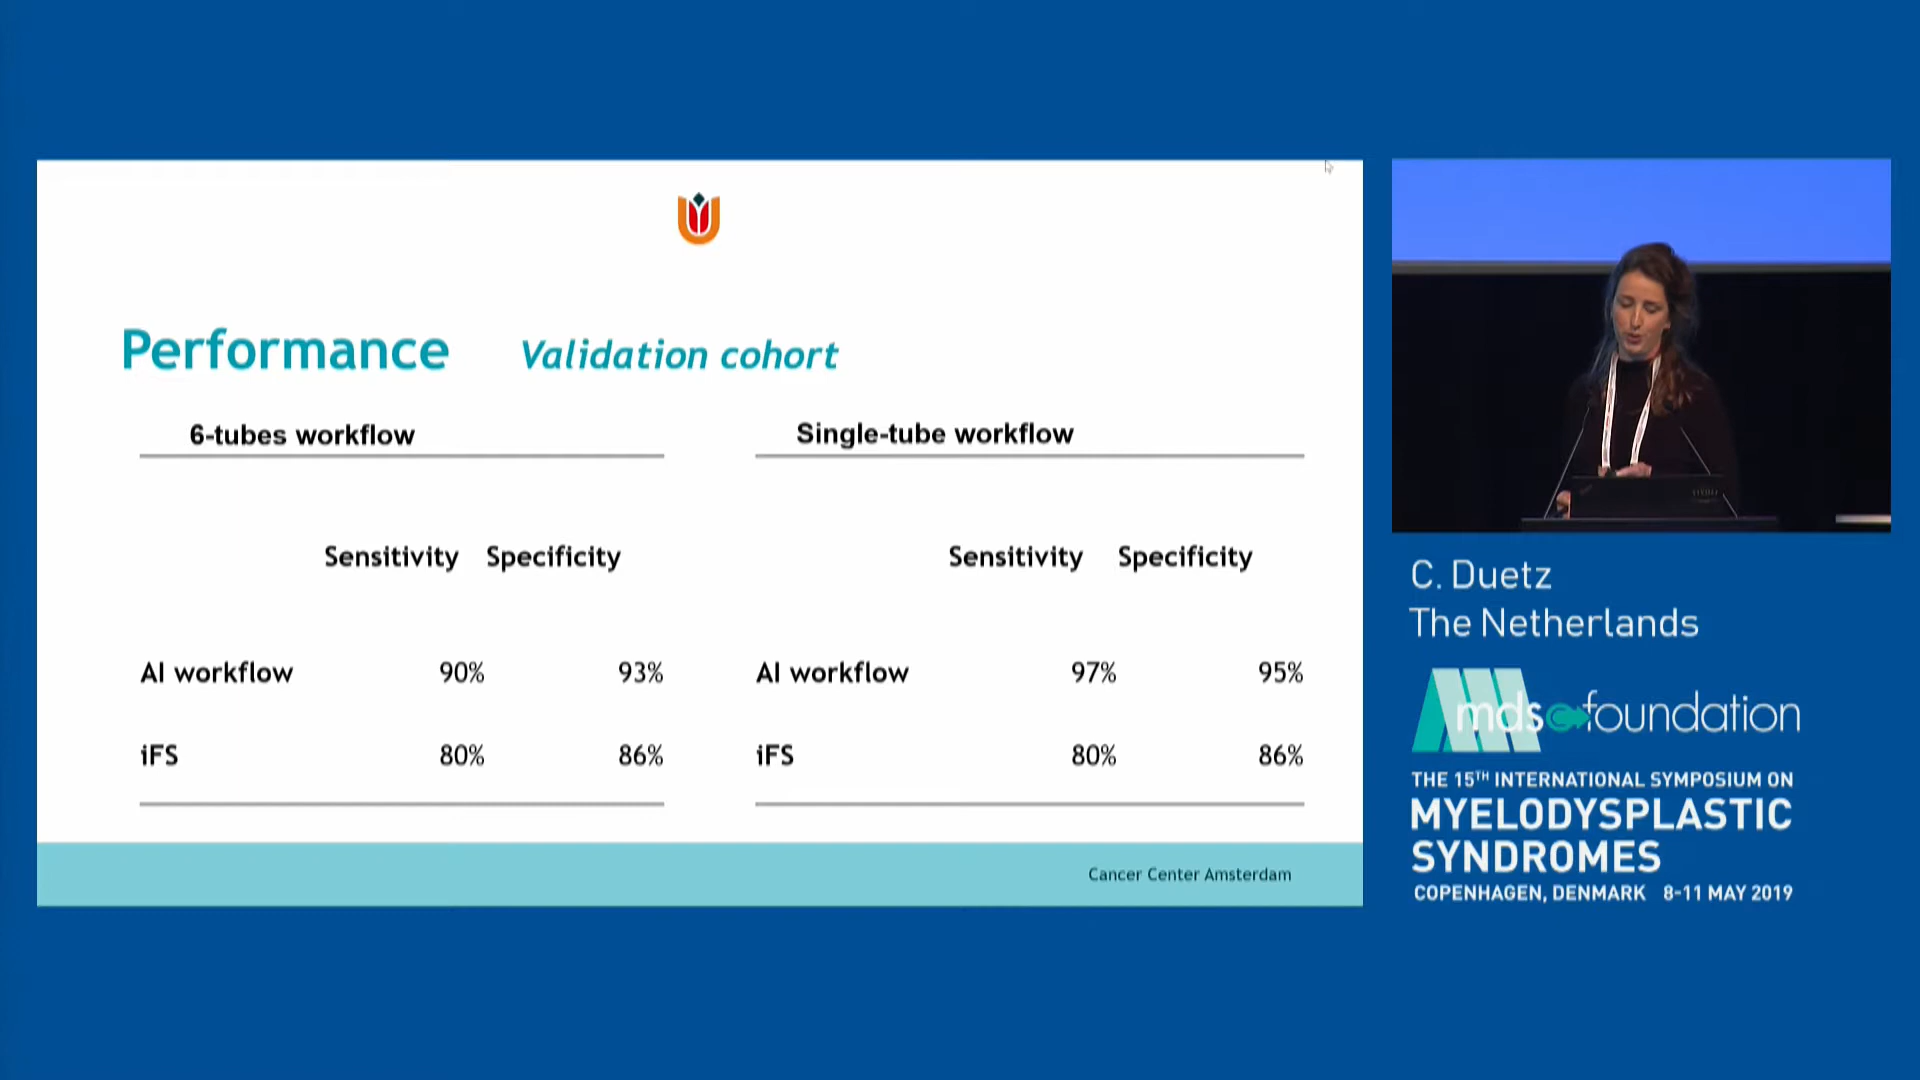 Performance Validation cohort
6-tubes workflow Single-tube workflow
Sensitivity Specificity Sensitivity Specificity
AI workflow 90% 93% AI workflow 97% 95%
iFS 80% 86% iFS 80% 86%
Cancer Center Amsterdam
C. Duetz
The Netherlands
mds foundation
THE 15TH INTERNATIONAL SYMPOSIUM ON
MYELODYSPLASTIC
SYNDROMES
COPENHAGEN, DENMARK 8-11 MAY 2019